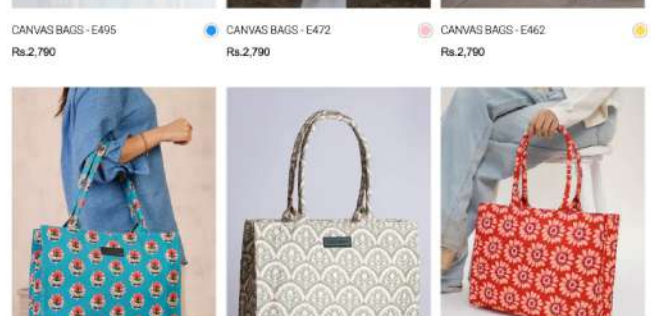 CANVAS BAGS - E495
Rs.2,790
CANVAS BAGS - E472
Rs.2,790
CANVAS BAGS - E462
Rs.2,790